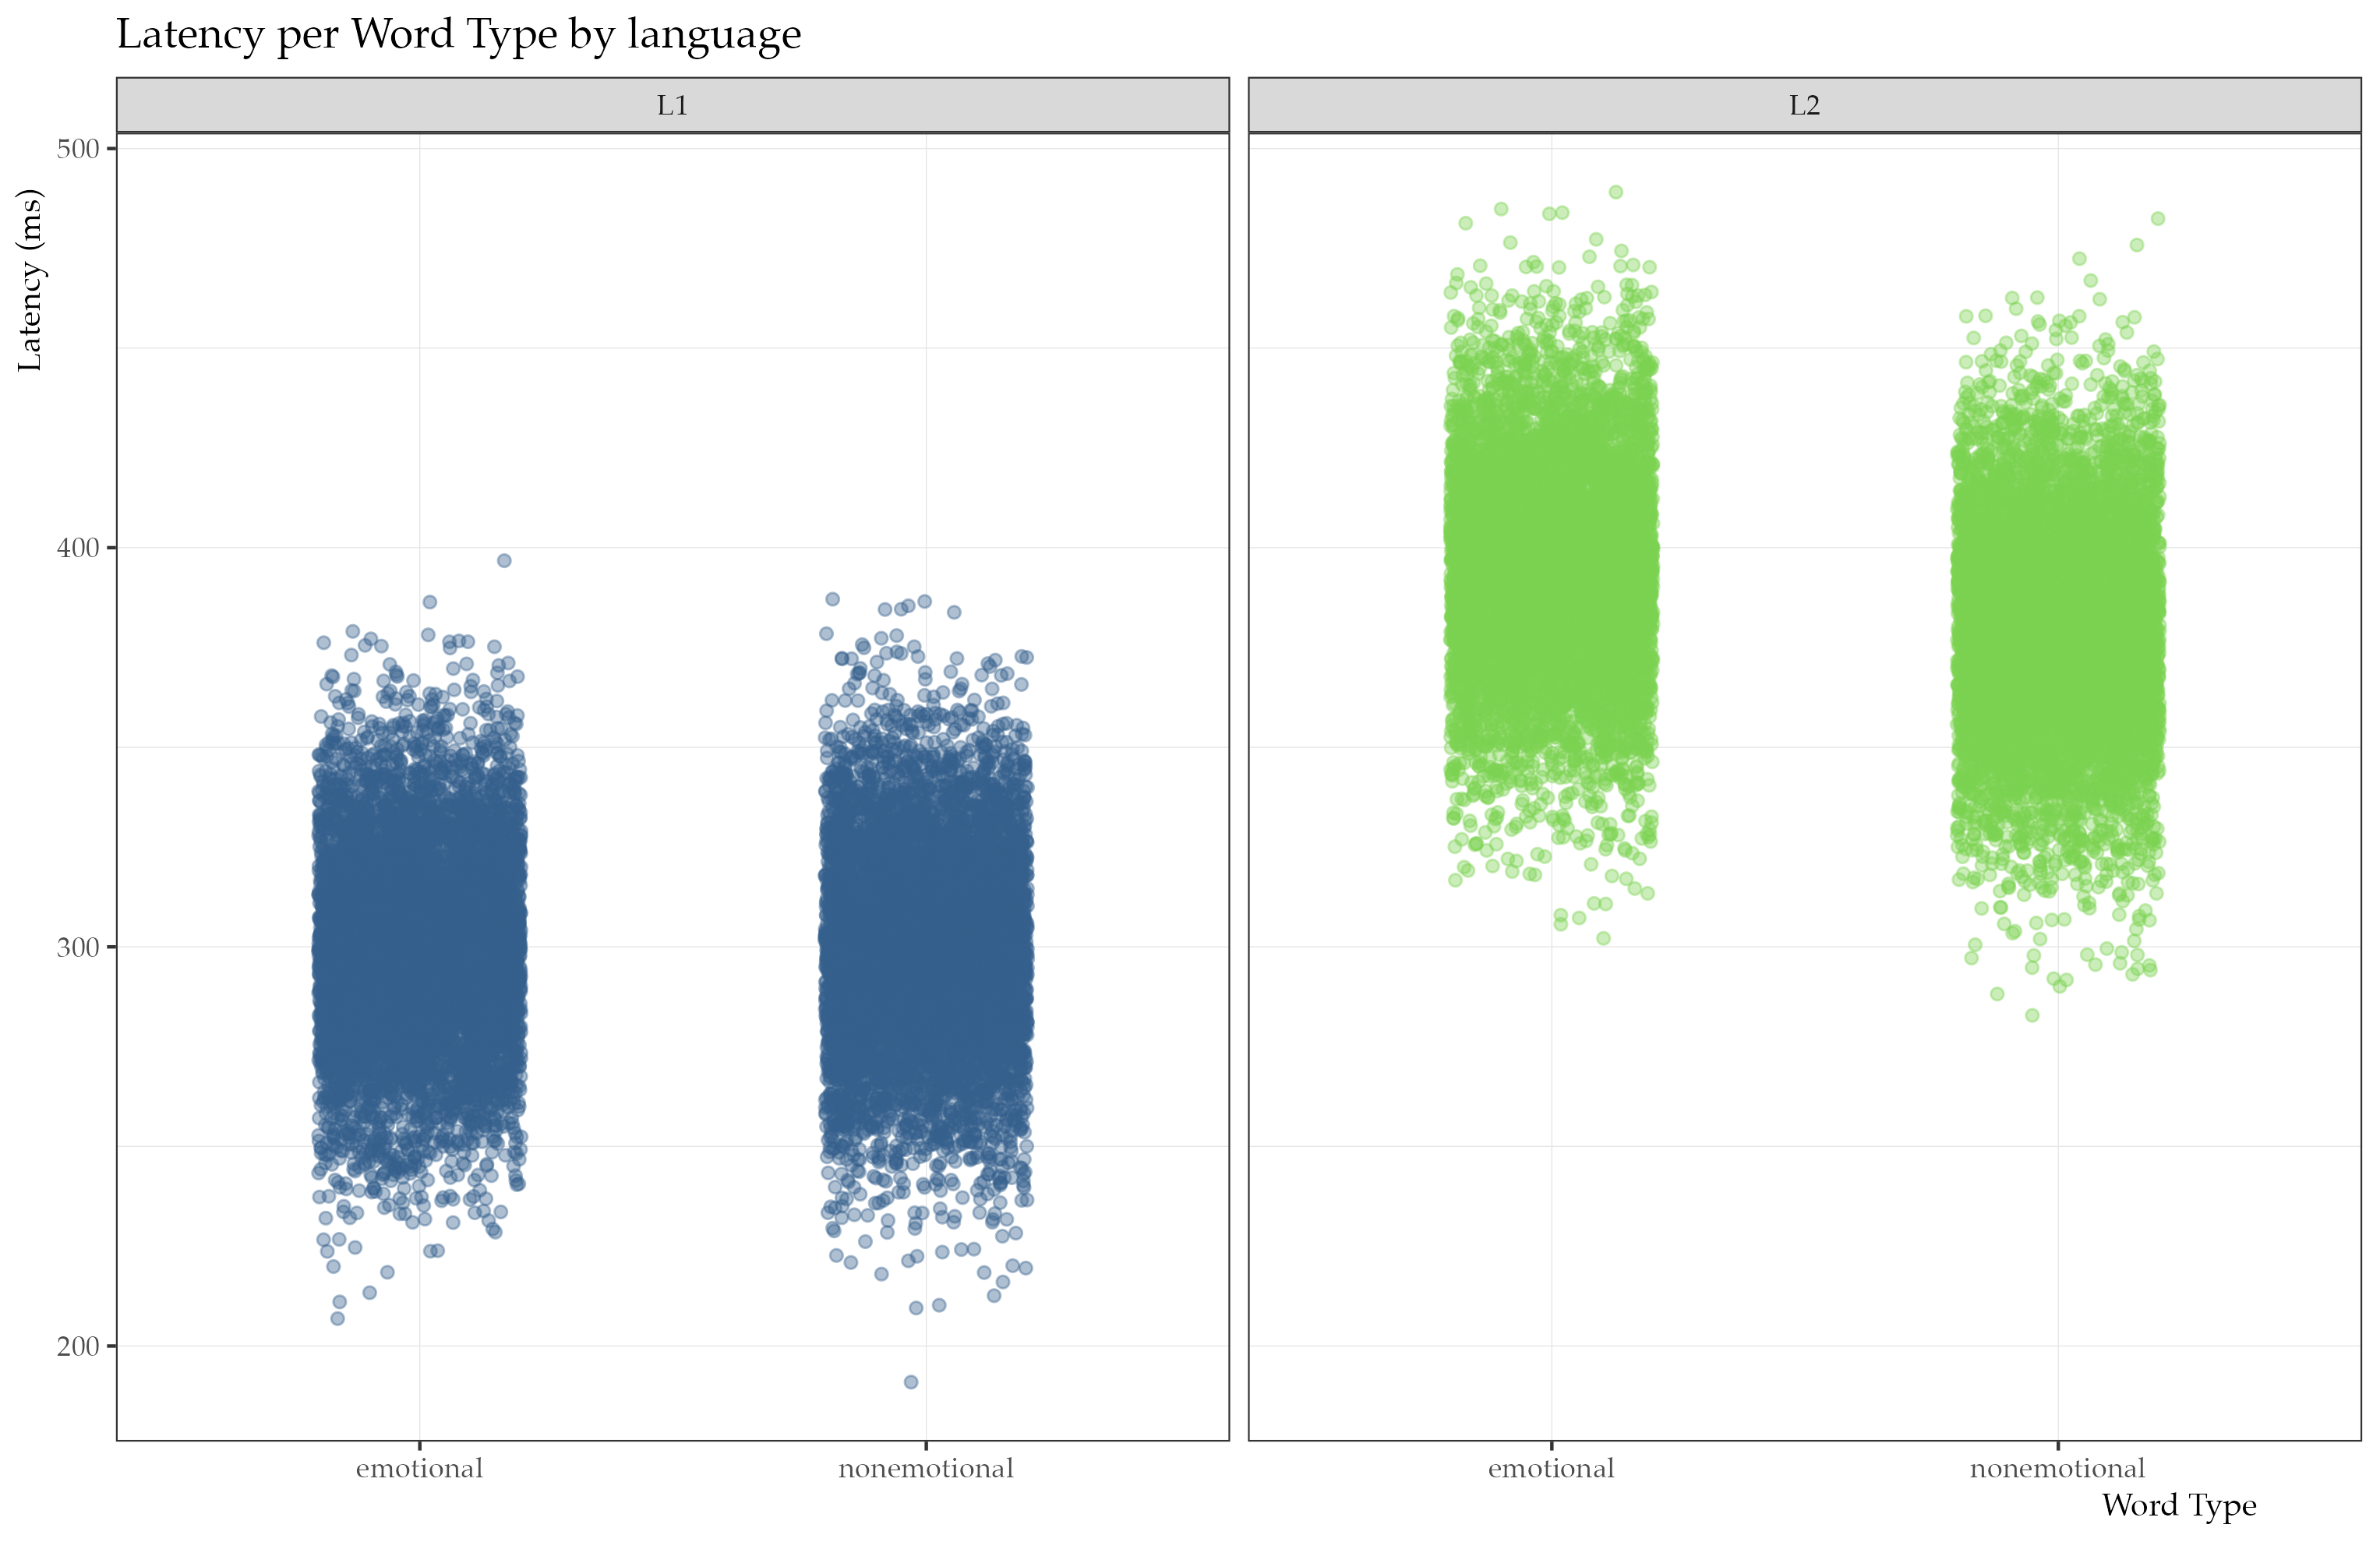 Latency per Word Type by language
L1
L2
Latency (ms)
500
400
300
200
emotional
nonemotional
emotional
nonemotional
Word Type